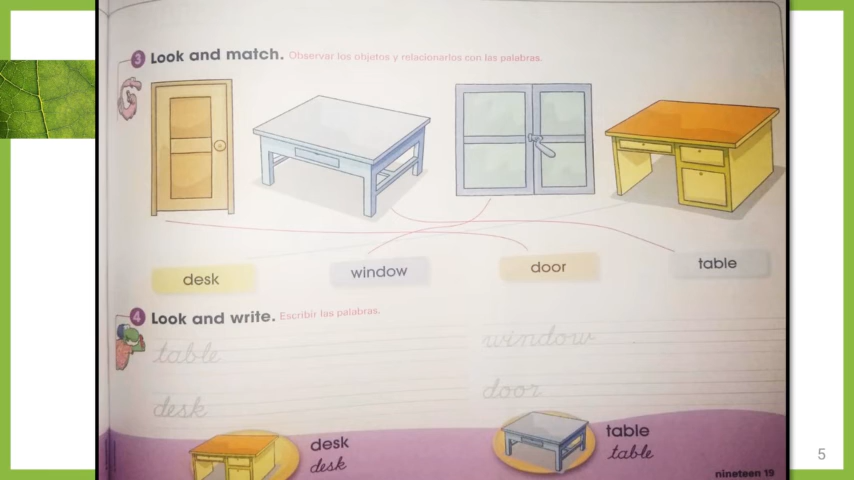 3 Look and match. Observar los objetos y relacionarlos con las palabras.
desk
window
door
table
4 Look and write. Escribir las palabras.
table
window
desk
door
desk
desk
table
table
nineteen 19
5